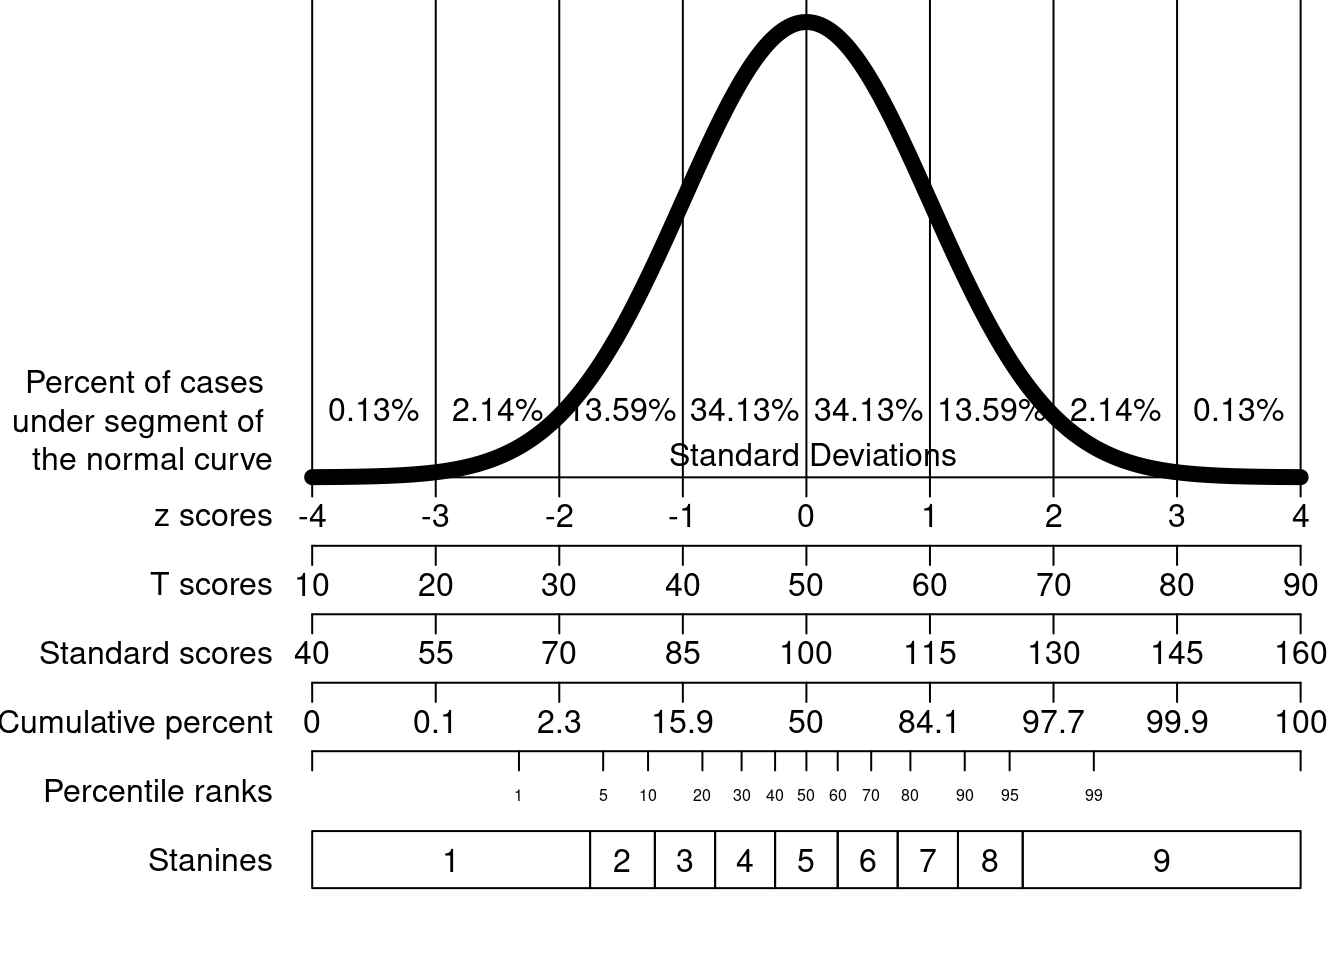 Percent of cases
under segment of
the normal curve
0.13% 2.14% 13.59% 34.13% 34.13% 13.59% 2.14% 0.13%
Standard Deviations
z scores -4 -3 -2 -1 0 1 2 3 4
T scores 10 20 30 40 50 60 70 80 90
Standard scores 40 55 70 85 100 115 130 145 160
Cumulative percent 0 0.1 2.3 15.9 50 84.1 97.7 99.9 100
Percentile ranks 1 5 10 20 30 40 50 60 70 80 90 95 99
Stanines 1 2 3 4 5 6 7 8 9